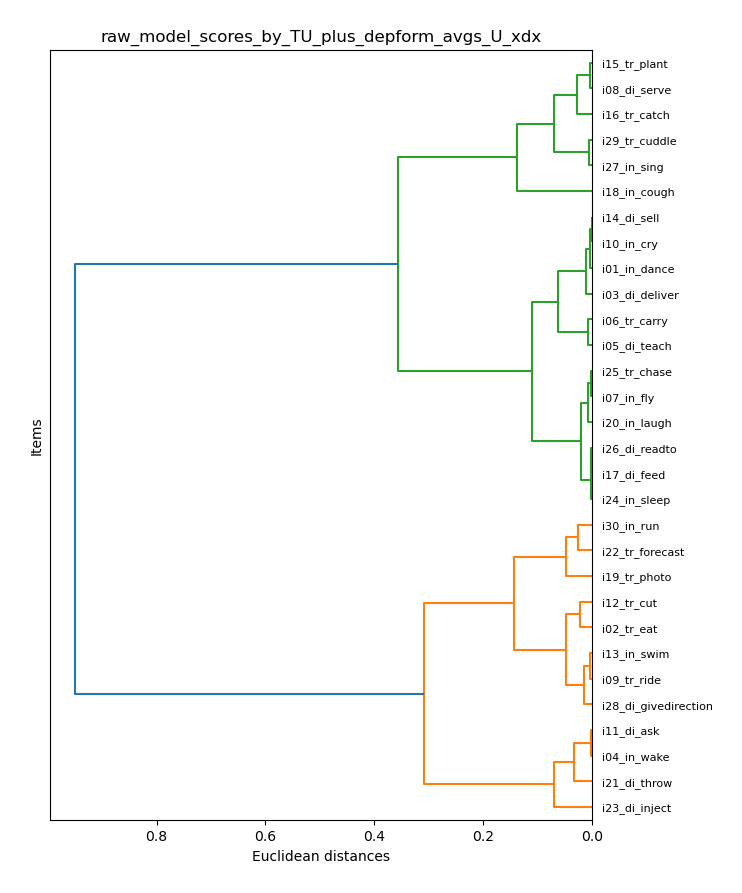 raw_model_scores_by_TU_plus_depform_avgs_U_xdx
i15_tr_plant
i08_di_serve
i16_tr_catch
i29_tr_cuddle
i27_in_sing
i18_in_cough
i14_di_sell
i10_in_cry
i01_in_dance
i03_di_deliver
i06_tr_carry
i05_di_teach
i25_tr_chase
i07_in_fly
i20_in_laugh
i26_di_readto
i17_di_feed
i24_in_sleep
i30_in_run
i22_tr_forecast
i19_tr_photo
i12_tr_cut
i02_tr_eat
i13_in_swim
i09_tr_ride
i28_di_givedirection
i11_di_ask
i04_in_wake
i21_di_throw
i23_di_inject
Items
0.8 0.6 0.4 0.2 0.0
Euclidean distances